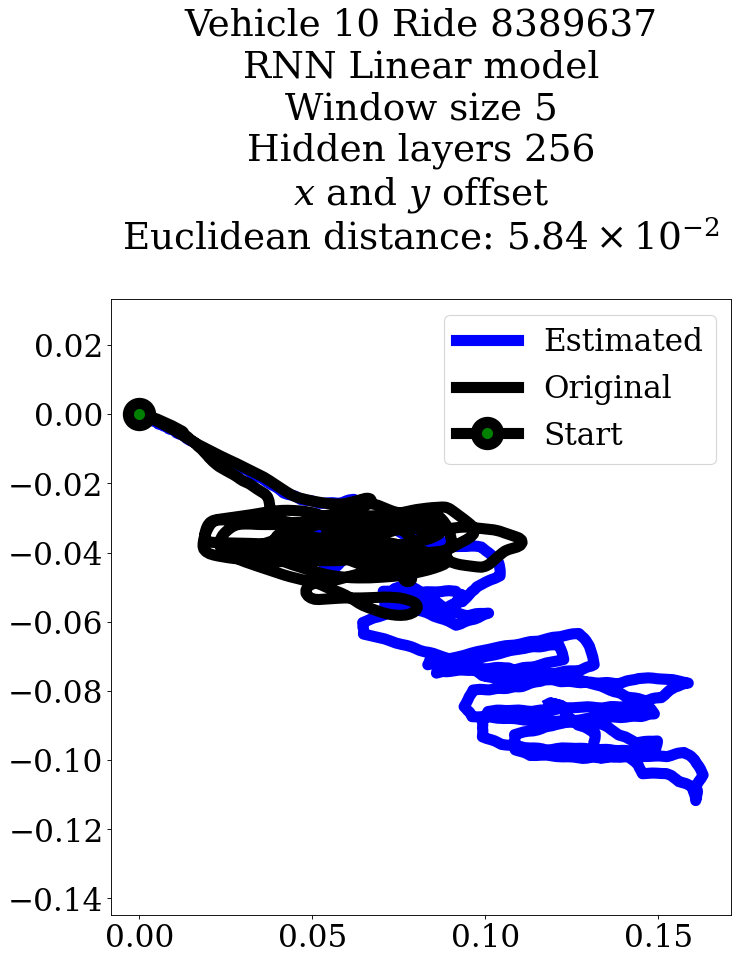 Vehicle 10 Ride 8389637
RNN Linear model
Window size 5
Hidden layers 256
x and y offset
Euclidean distance: 5.84 × 10⁻²
Estimated
Original
Start
0.02
0.00
−0.02
−0.04
−0.06
−0.08
−0.10
−0.12
−0.14
0.00 0.05 0.10 0.15